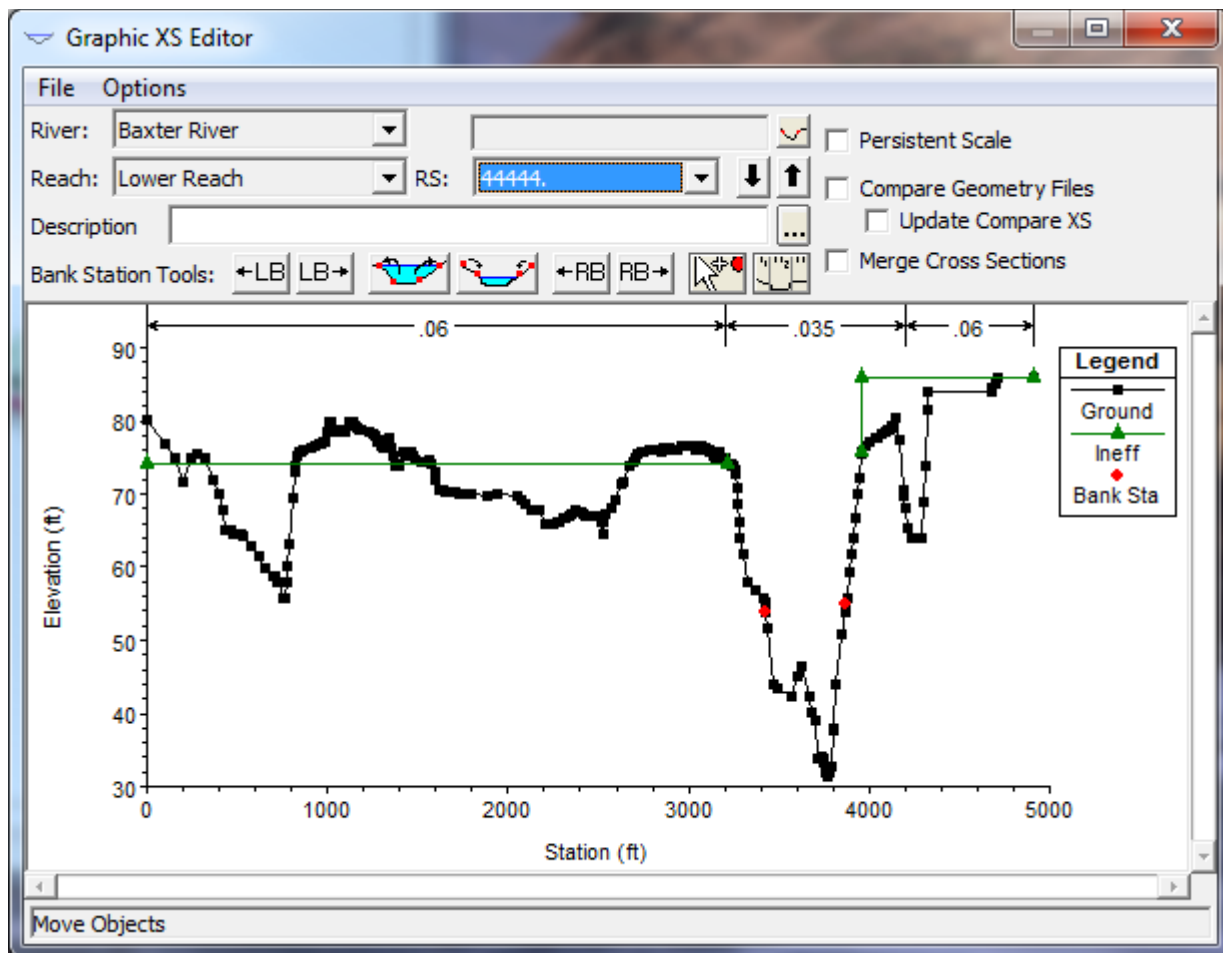 Graphic XS Editor
File Options
River: Baxter River
Persistent Scale
Reach: Lower Reach RS: 44444.
Compare Geometry Files
Update Compare XS
Description ...
Bank Station Tools: ←LB LB→ ←RB RB→
Merge Cross Sections
.06 .035 .06
Legend
Ground
Ineff
Bank Sta
90
80
70
60
50
40
30
Elevation (ft)
0 1000 2000 3000 4000 5000
Station (ft)
Move Objects